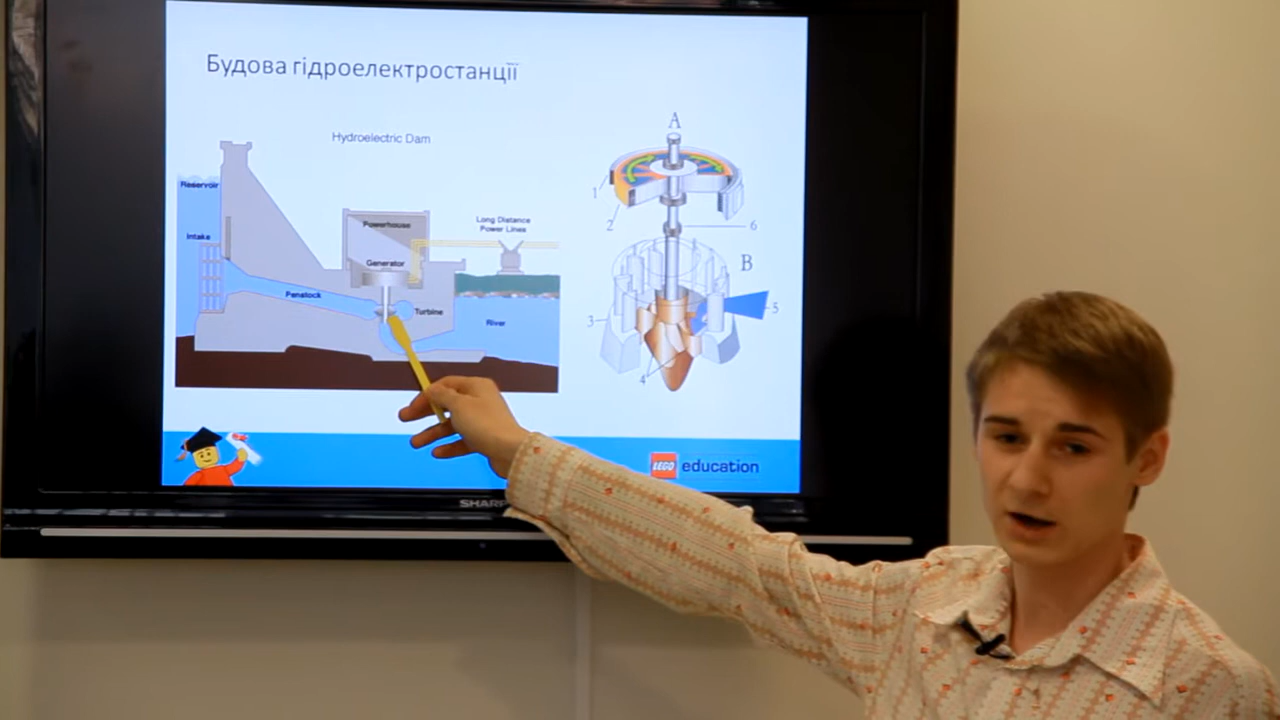 Будова гідроелектростанції
Hydroelectric Dam
Reservoir
Intake
Penstock
Powerhouse
Generator
Turbine
Long Distance
Power Lines
River
A
1
2
6
B
3
5
4
LEGO education
SHARP